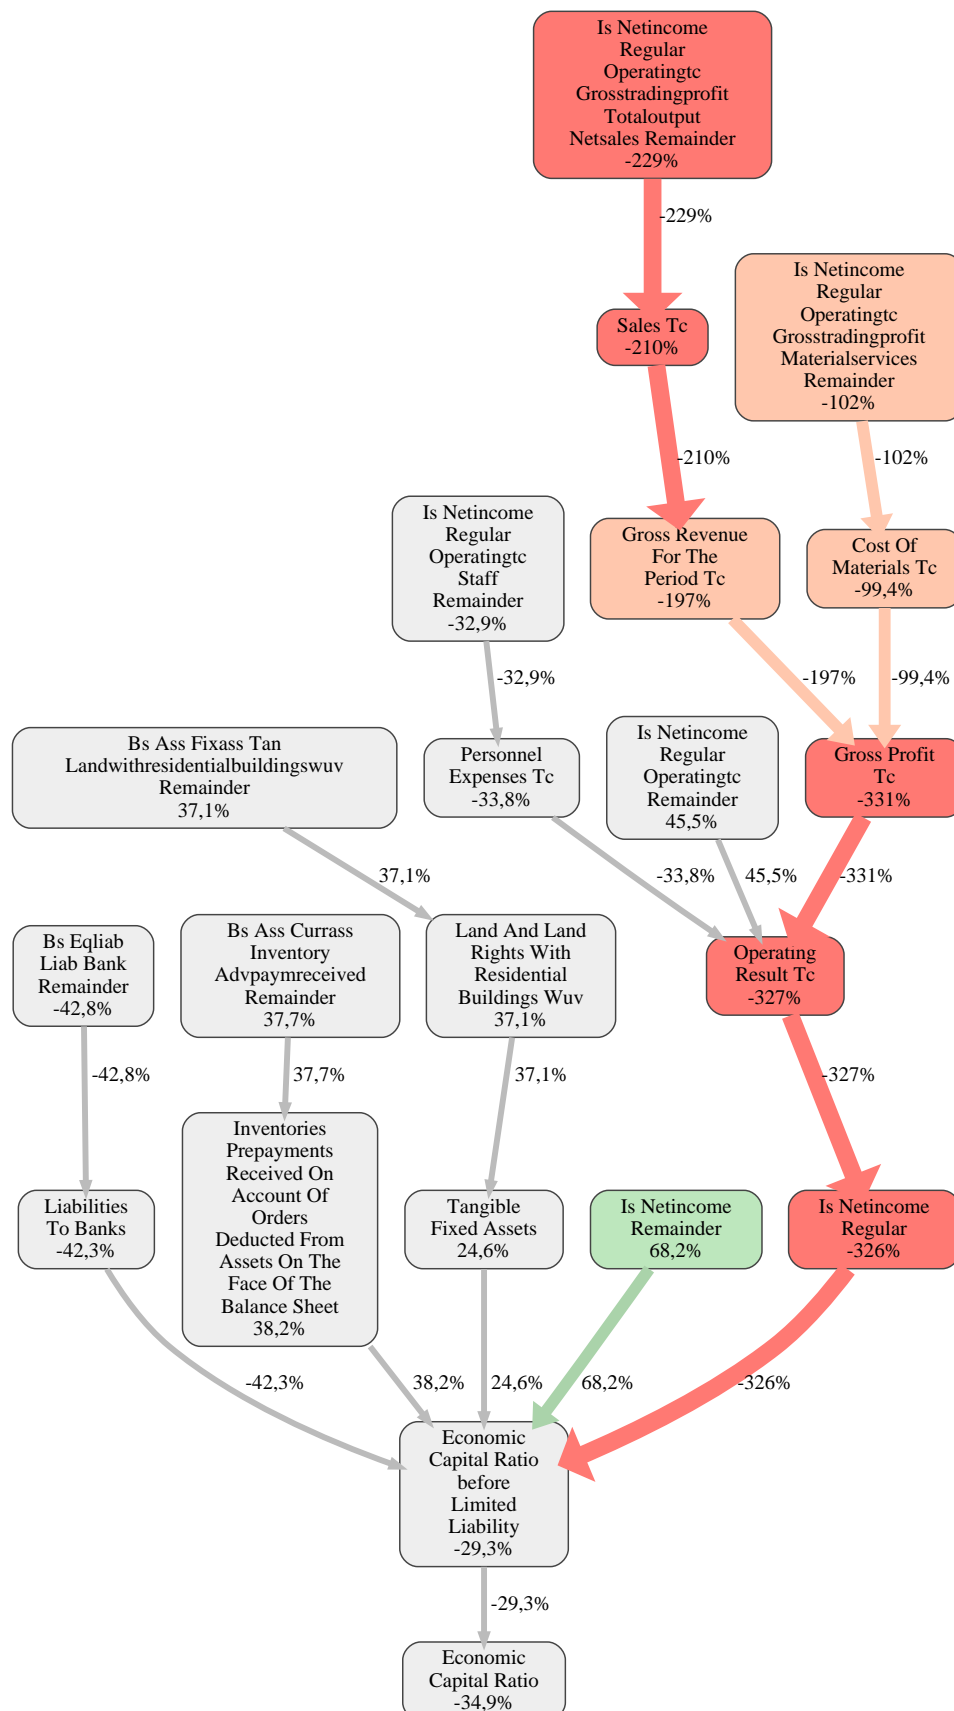 Is Netincome
Regular
Operatingtc
Grosstradingprofit
Totaloutput
Netsales Remainder
-229%
-229%
Is Netincome
Regular
Operatingtc
Grosstradingprofit
Materialservices
Remainder
-102%
Sales Tc
-210%
-210%
-102%
Is Netincome
Regular
Operatingtc
Staff
Remainder
-32,9%
Gross Revenue
For The
Period Tc
-197%
Cost Of
Materials Tc
-99,4%
-32,9%
-197%
-99,4%
Bs Ass Fixass Tan
Landwithresidentialbuildingswuv
Remainder
37,1%
Personnel
Expenses Tc
-33,8%
Is Netincome
Regular
Operatingtc
Remainder
45,5%
Gross Profit
Tc
-331%
37,1%
-33,8%
45,5%
-331%
Bs Eqliab
Liab Bank
Remainder
-42,8%
Bs Ass Currass
Inventory
Advpaymreceived
Remainder
37,7%
Land And Land
Rights With
Residential
Buildings Wuv
37,1%
Operating
Result Tc
-327%
-42,8%
37,7%
37,1%
-327%
Liabilities
To Banks
-42,3%
Inventories
Prepayments
Received On
Account Of
Orders
Deducted From
Assets On The
Face Of The
Balance Sheet
38,2%
Tangible
Fixed Assets
24,6%
Is Netincome
Remainder
68,2%
Is Netincome
Regular
-326%
-42,3%
38,2%
24,6%
68,2%
-326%
Economic
Capital Ratio
before
Limited
Liability
-29,3%
-29,3%
Economic
Capital Ratio
-34,9%